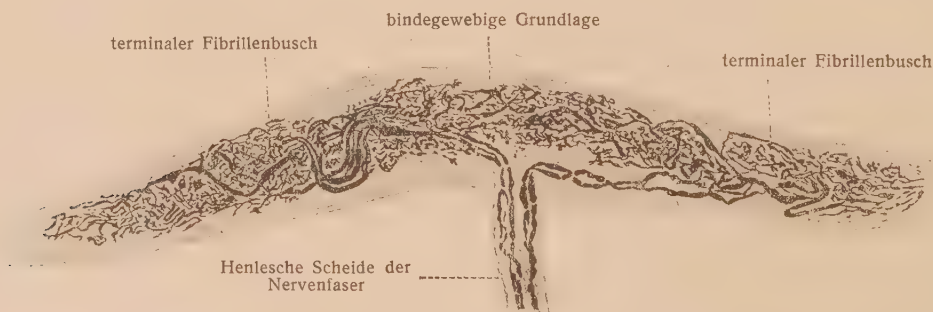 bindegewebige Grundlage
terminaler Fibrillenbusch
terminaler Fibrillenbusch
Henlesche Scheide der
Nervenfaser